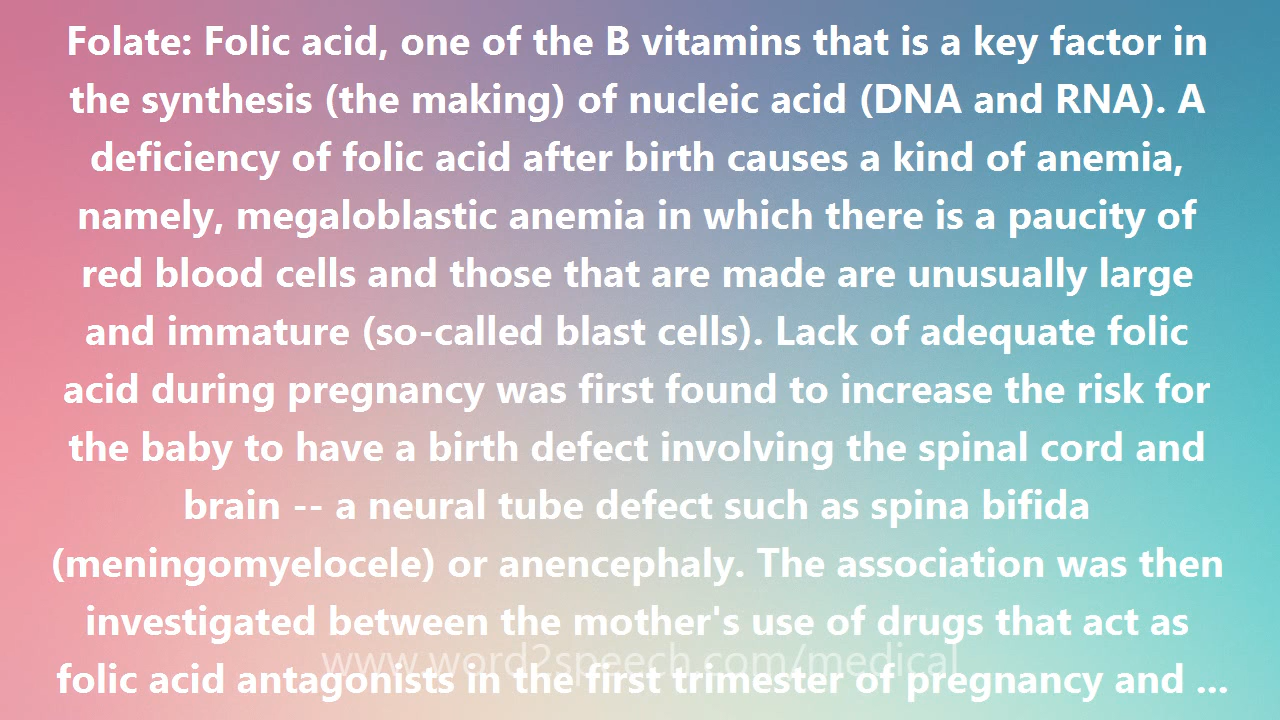 Folate: Folic acid, one of the B vitamins that is a key factor in
the synthesis (the making) of nucleic acid (DNA and RNA). A
deficiency of folic acid after birth causes a kind of anemia,
namely, megaloblastic anemia in which there is a paucity of
red blood cells and those that are made are unusually large
and immature (so-called blast cells). Lack of adequate folic
acid during pregnancy was first found to increase the risk for
the baby to have a birth defect involving the spinal cord and
brain -- a neural tube defect such as spina bifida
(meningomyelocele) or anencephaly. The association was then
investigated between the mother's use of drugs that act as
www.word2speech.com/medical
folic acid antagonists in the first trimester of pregnancy and ...